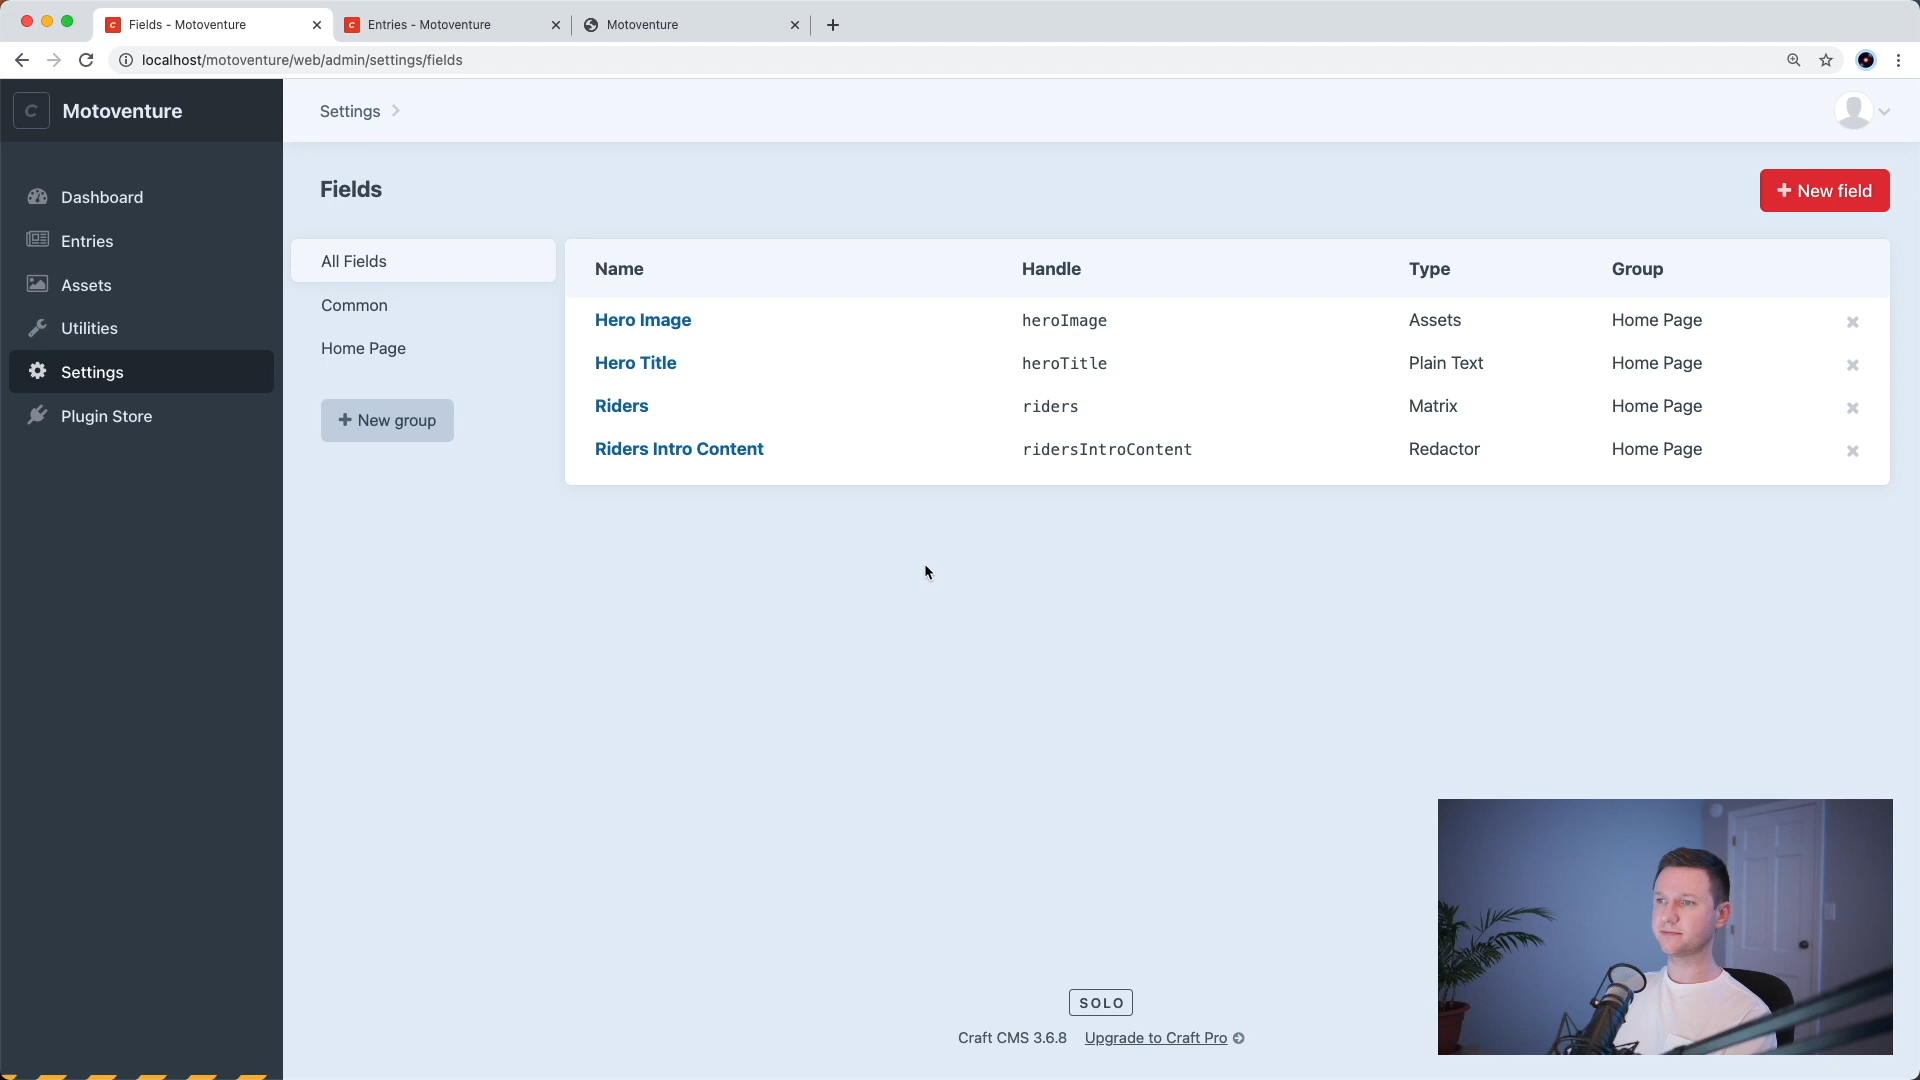 Fields - Motoventure
Entries - Motoventure
Motoventure
localhost/motoventure/web/admin/settings/fields
C Motoventure
Settings
Dashboard
Entries
Assets
Utilities
Settings
Plugin Store
Fields
+ New field
All Fields
Common
Home Page
+ New group
Name Handle Type Group
Hero Image heroImage Assets Home Page
Hero Title heroTitle Plain Text Home Page
Riders riders Matrix Home Page
Riders Intro Content ridersIntroContent Redactor Home Page
SOLO
Craft CMS 3.6.8 Upgrade to Craft Pro